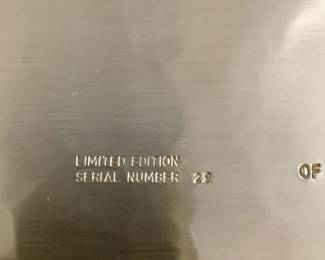 LIMITED EDITION
SERIAL NUMBER 29 OF